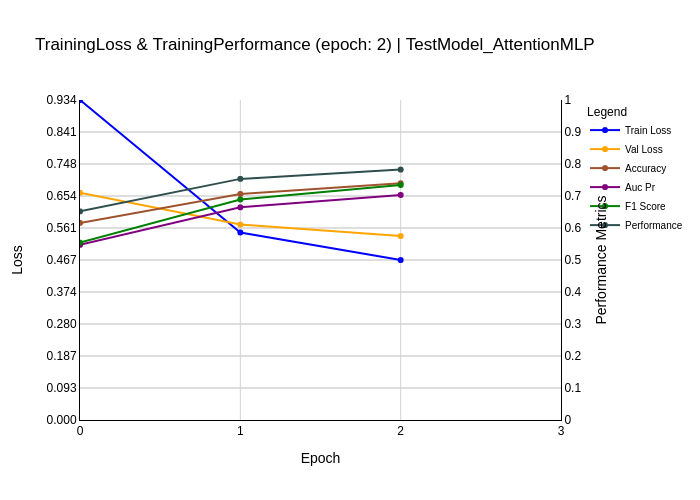 TrainingLoss & TrainingPerformance (epoch: 2) | TestModel_AttentionMLP
Legend
Train Loss
Val Loss
Accuracy
Auc Pr
F1 Score
Performance
Loss
0.934
0.841
0.748
0.654
0.561
0.467
0.374
0.280
0.187
0.093
0.000
1
0.9
0.8
0.7
0.6
0.5
0.4
0.3
0.2
0.1
0
Performance Metrics
0 1 2 3
Epoch